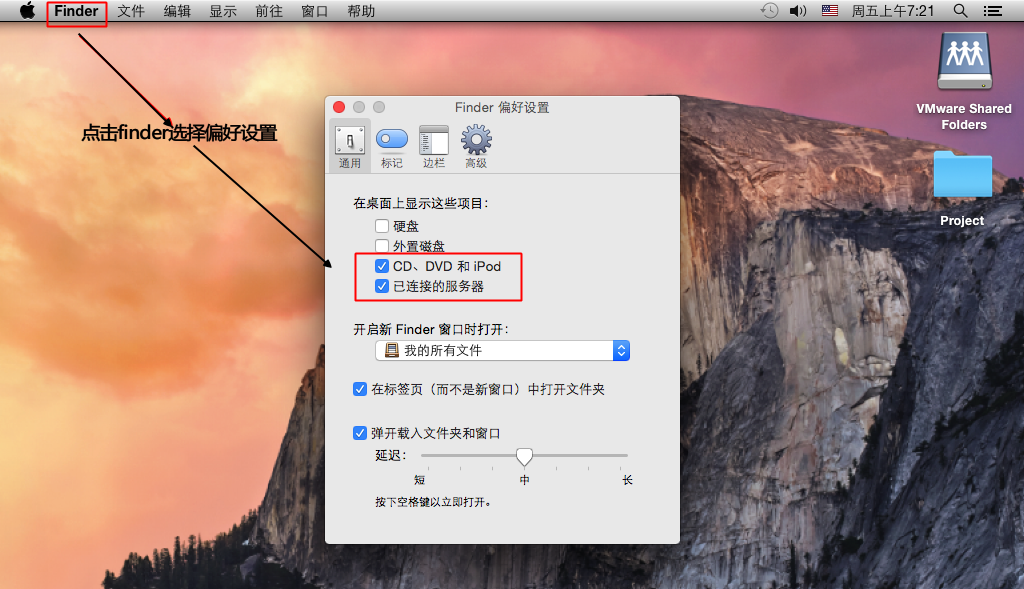 Finder 文件 编辑 显示 前往 窗口 帮助 周五上午7:21
VMware Shared
Folders
Project
点击finder选择偏好设置
Finder 偏好设置
通用 标记 边栏 高级
在桌面上显示这些项目：
硬盘
外置磁盘
CD、DVD 和 iPod
已连接的服务器
开启新 Finder 窗口时打开：
我的所有文件
在标签页（而不是新窗口）中打开文件夹
弹开载入文件夹和窗口
延迟：
短 中 长
按下空格键以立即打开。